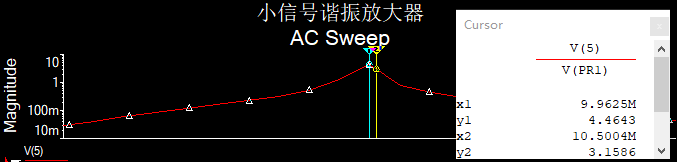 小信号谐振放大器
AC Sweep
Magnitude
10
1
100m
10m
V(5)
Cursor
V(5)
V(PR1)
x1 9.9625M
y1 4.4643
x2 10.5004M
y2 3.1586